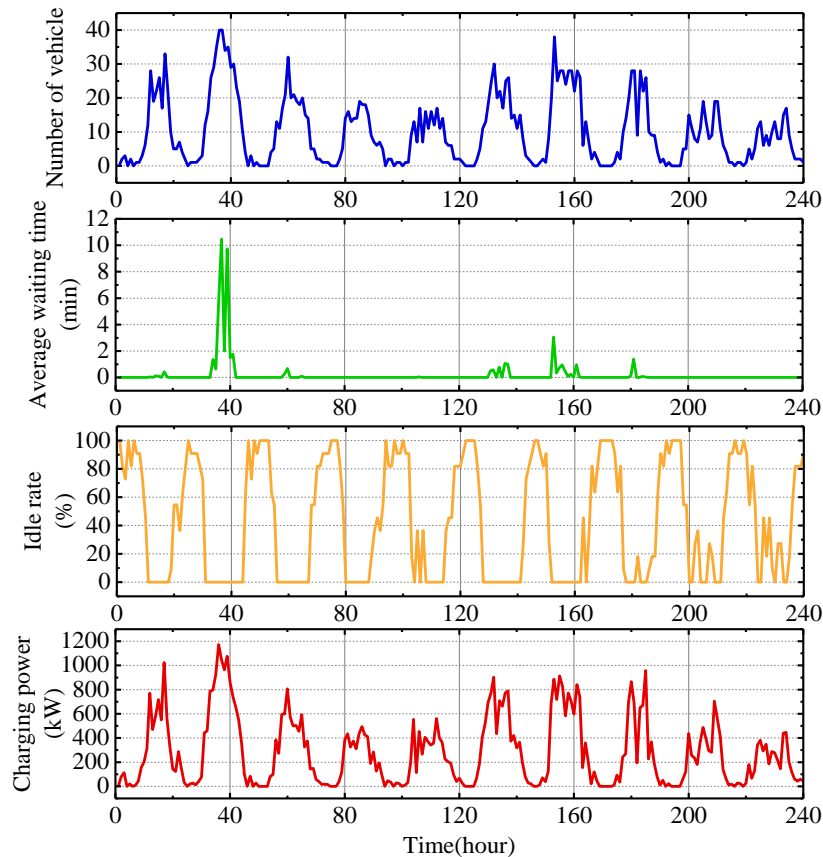 Number of vehicle
40
30
20
10
0
0 40 80 120 160 200 240
Average waiting time
(min)
12
10
8
6
4
2
0
0 40 80 120 160 200 240
Idle rate
(%)
100
80
60
40
20
0
0 40 80 120 160 200 240
Charging power
(kW)
1200
1000
800
600
400
200
0
0 40 80 120 160 200 240
Time(hour)